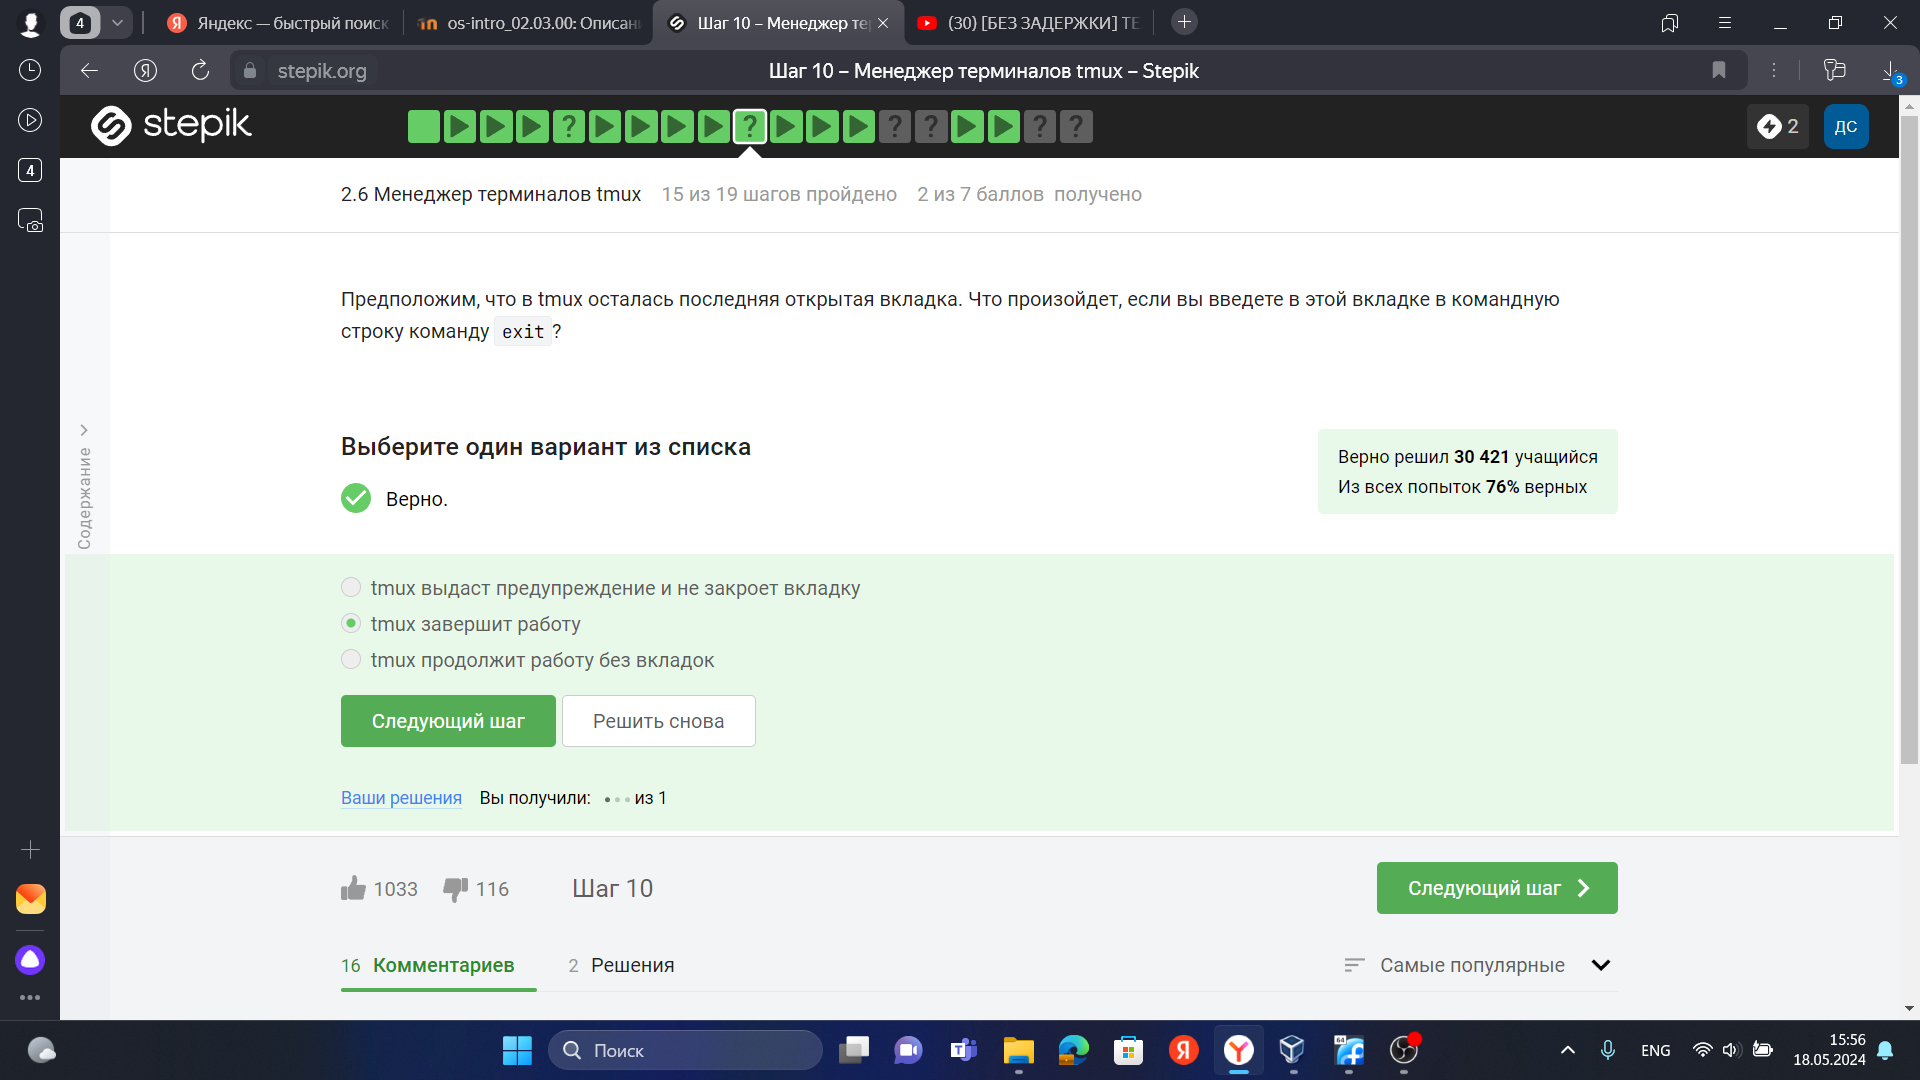 4
Яндекс — быстрый поиск
os-intro_02.03.00: Описан
Шаг 10 – Менеджер те
(30) [БЕЗ ЗАДЕРЖКИ] ТЕ
stepik.org
Шаг 10 – Менеджер терминалов tmux – Stepik
3
4
stepik
? ? ? ? ? ?
2
ДС
2.6 Менеджер терминалов tmux 15 из 19 шагов пройдено 2 из 7 баллов получено
Предположим, что в tmux осталась последняя открытая вкладка. Что произойдет, если вы введете в этой вкладке в командную
строку команду exit?
Содержание
Выберите один вариант из списка
Верно.
Верно решил 30 421 учащийся
Из всех попыток 76% верных
tmux выдаст предупреждение и не закроет вкладку
tmux завершит работу
tmux продолжит работу без вкладок
Следующий шаг
Решить снова
Ваши решения Вы получили: из 1
1033
116
Шаг 10
Следующий шаг
16 Комментариев
2 Решения
Самые популярные
Поиск
64
ENG
15:56
18.05.2024